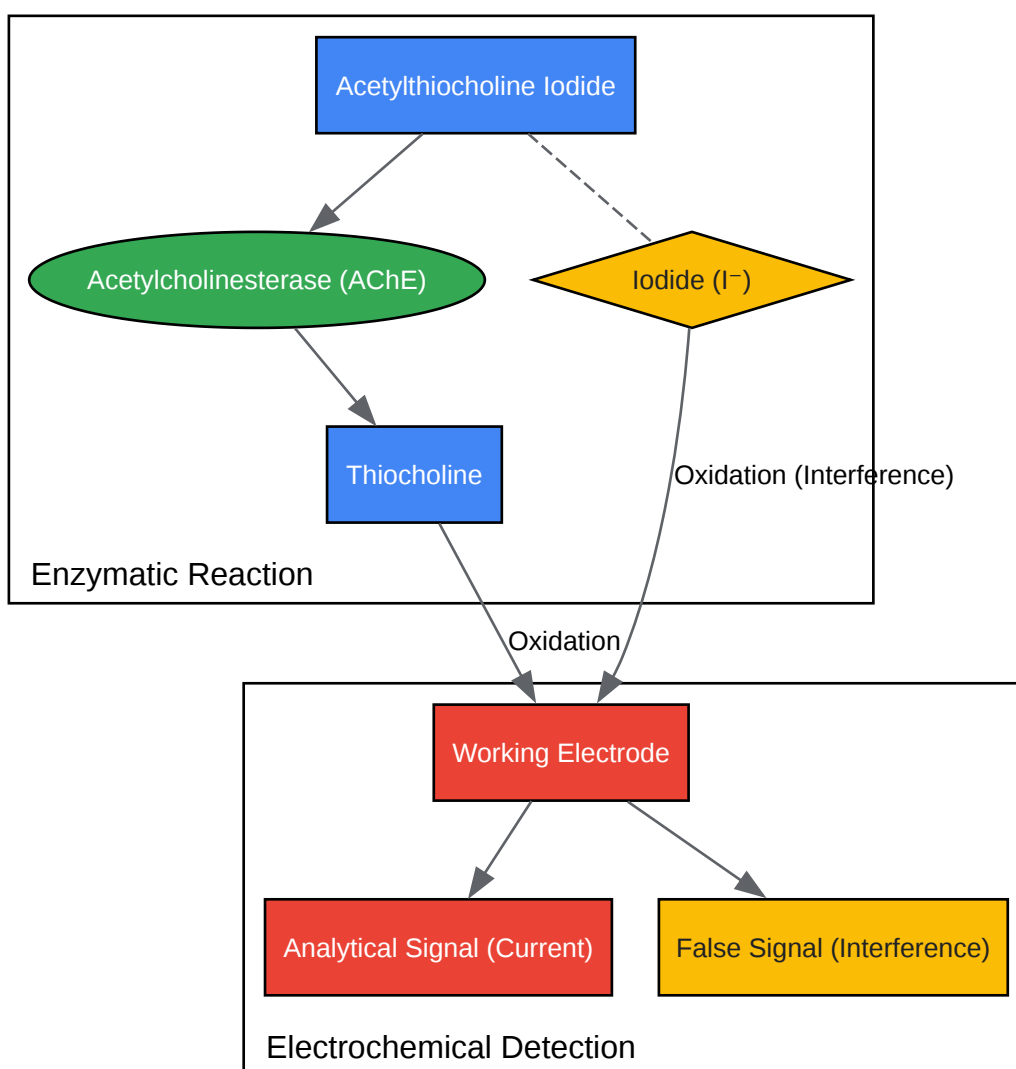 Acetylthiocholine Iodide
Acetylcholinesterase (AChE)
Iodide (I⁻)
Thiocholine
Oxidation (Interference)
Enzymatic Reaction
Oxidation
Working Electrode
Analytical Signal (Current)
False Signal (Interference)
Electrochemical Detection